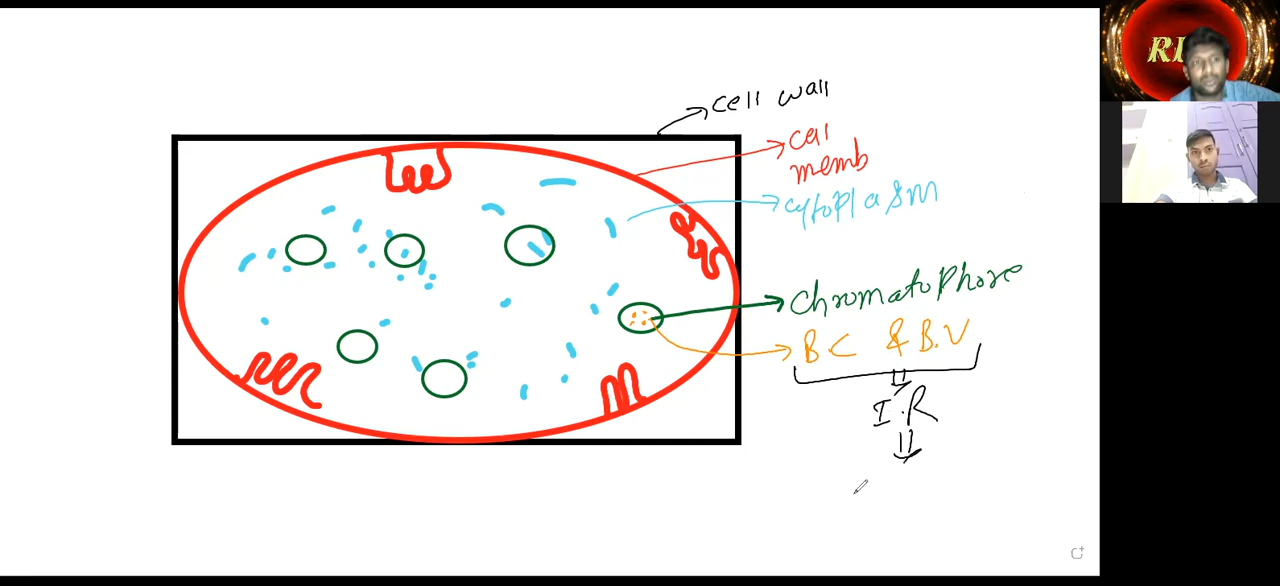 cell wall
cell
memb
cytoplasm
chromatophore
B.C & B.V
I.R